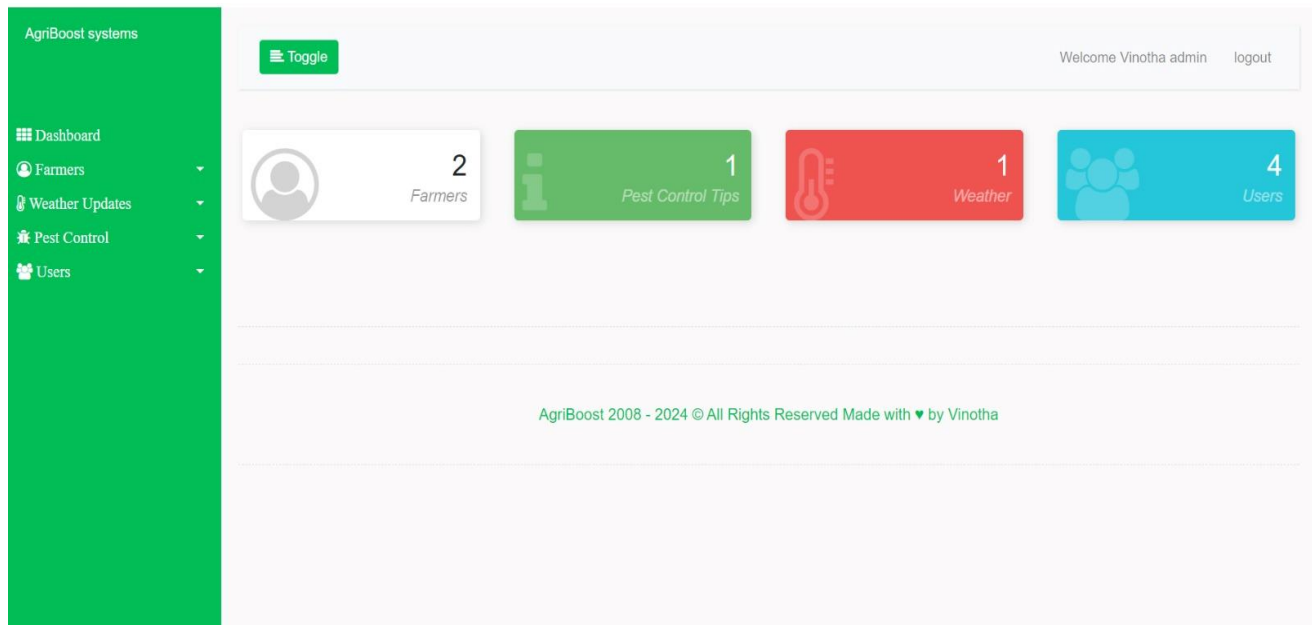 AgriBoost systems
Toggle
Welcome Vinotha admin logout
Dashboard
Farmers
Weather Updates
Pest Control
Users
2
Farmers
1
Pest Control Tips
1
Weather
4
Users
AgriBoost 2008 - 2024 © All Rights Reserved Made with ♥ by Vinotha